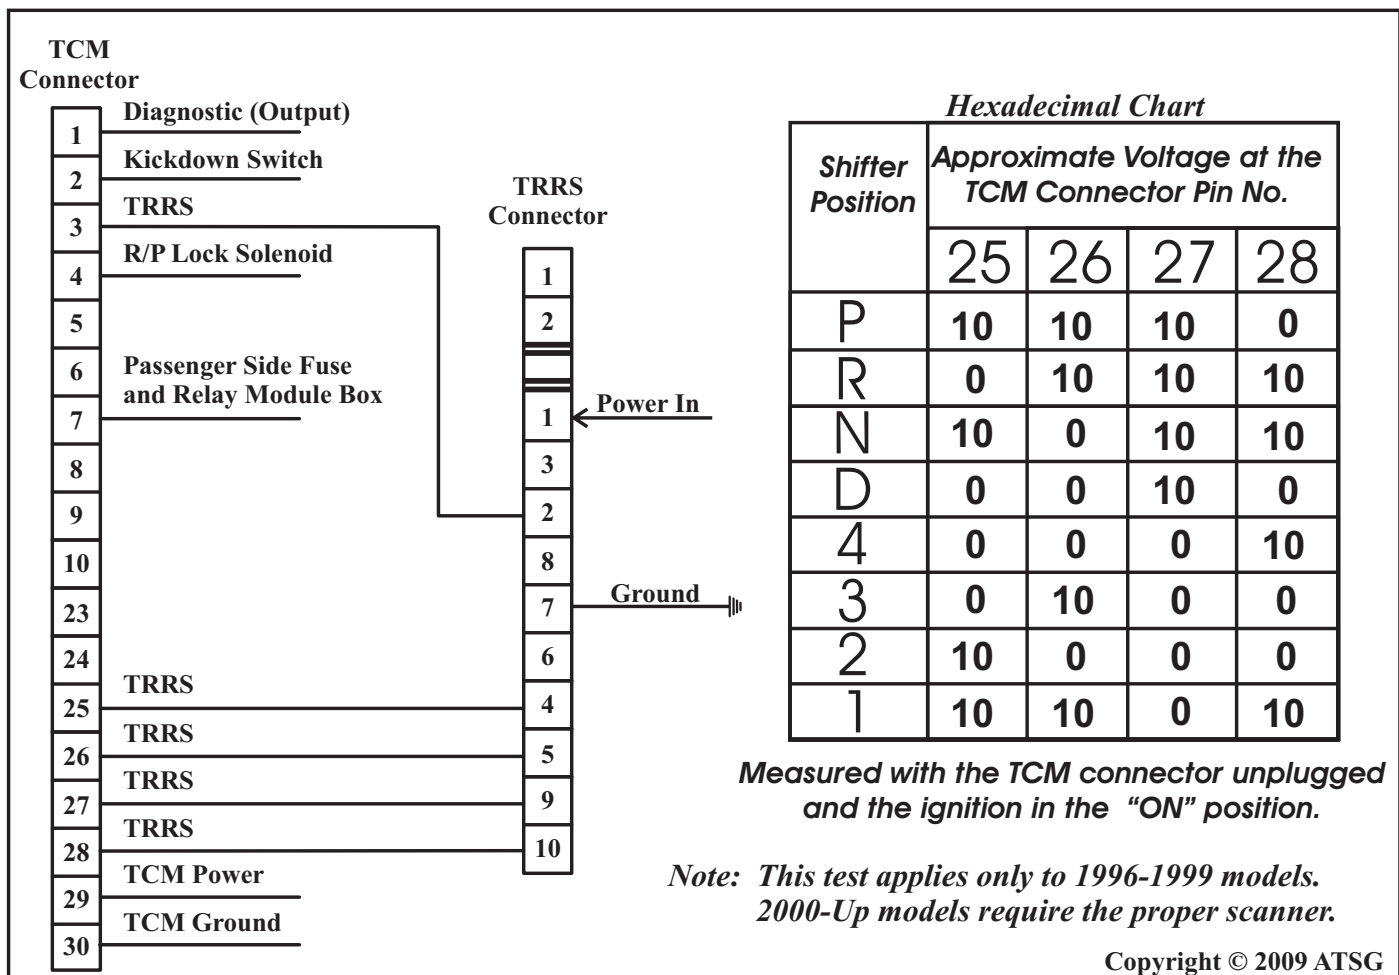 TCM
Connector
1
2
3
4
5
6
7
8
9
10
23
24
25
26
27
28
29
30
Diagnostic (Output)
Kickdown Switch
TRRS
R/P Lock Solenoid
Passenger Side Fuse
and Relay Module Box
TRRS
TRRS
TRRS
TRRS
TCM Power
TCM Ground
TRRS
Connector
1
2
1
3
2
8
7
6
4
5
9
10
Power In
Ground
Hexadecimal Chart
Shifter
Position
Approximate Voltage at the
TCM Connector Pin No.
25 26 27 28
P 10 10 10 0
R 0 10 10 10
N 10 0 10 10
D 0 0 10 0
4 0 0 0 10
3 0 10 0 0
2 10 0 0 0
1 10 10 0 10
Measured with the TCM connector unplugged
and the ignition in the "ON" position.
Note: This test applies only to 1996-1999 models.
2000-Up models require the proper scanner.
Copyright © 2009 ATSG